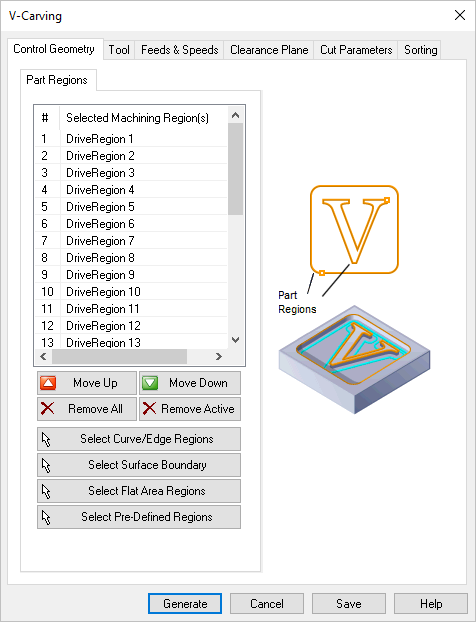 V-Carving
Control Geometry Tool Feeds & Speeds Clearance Plane Cut Parameters Sorting
Part Regions
# Selected Machining Region(s)
1 DriveRegion 1
2 DriveRegion 2
3 DriveRegion 3
4 DriveRegion 4
5 DriveRegion 5
6 DriveRegion 6
7 DriveRegion 7
8 DriveRegion 8
9 DriveRegion 9
10 DriveRegion 10
11 DriveRegion 11
12 DriveRegion 12
13 DriveRegion 13
Move Up Move Down
Remove All Remove Active
Select Curve/Edge Regions
Select Surface Boundary
Select Flat Area Regions
Select Pre-Defined Regions
V
Part
Regions
V
Generate Cancel Save Help